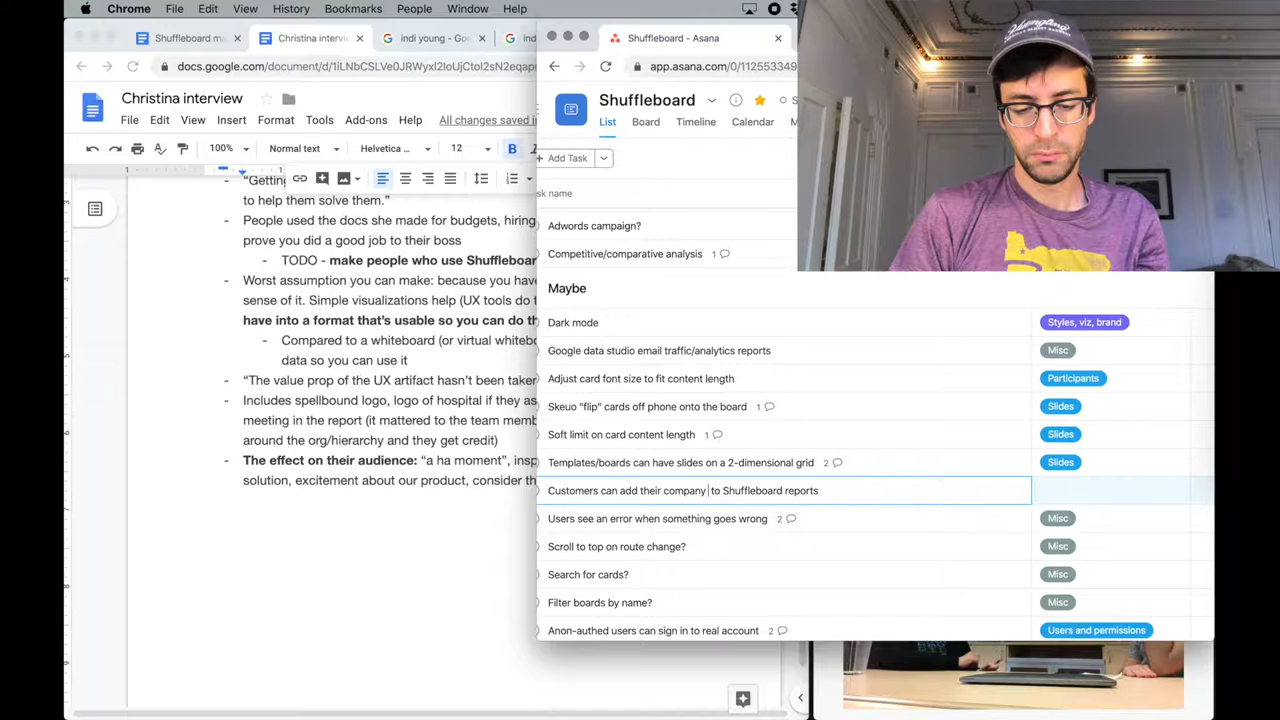 Chrome File Edit View History Bookmarks People Window Help
Shuffleboard ma
Christina intervie
indi young - Goo
indi
Shuffleboard - Asana
docs.google.com/document/d/1iLNbCSLVe0JRWyxI2oUjCtoI2sN2eqapr
app.asana.com/0/1125533495
Christina interview
File Edit View Insert Format Tools Add-ons Help All changes saved i
100% Normal text Helvetica ... 12 B
Shuffleboard
List Board Timeline Calendar M
Add Task
sk name
- "Getting
to help them solve them."
- People used the docs she made for budgets, hiring
prove you did a good job to their boss
- TODO - make people who use Shuffleboar
- Worst assumption you can make: because you have
sense of it. Simple visualizations help (UX tools do t
have into a format that's usable so you can do th
- Compared to a whiteboard (or virtual whitebo
data so you can use it
- "The value prop of the UX artifact hasn't been taker
- Includes spellbound logo, logo of hospital if they as
meeting in the report (it mattered to the team memb
around the org/hierarchy and they get credit)
- The effect on their audience: "a ha moment", insp
solution, excitement about our product, consider th
Adwords campaign?
Competitive/comparative analysis 1
Maybe
Dark mode Styles, viz, brand
Google data studio email traffic/analytics reports Misc
Adjust card font size to fit content length Participants
Skeuo "flip" cards off phone onto the board 1 Slides
Soft limit on card content length 1 Slides
Templates/boards can have slides on a 2-dimensional grid 2 Slides
Customers can add their company to Shuffleboard reports
Users see an error when something goes wrong 2 Misc
Scroll to top on route change? Misc
Search for cards? Misc
Filter boards by name? Misc
Anon-authed users can sign in to real account 2 Users and permissions